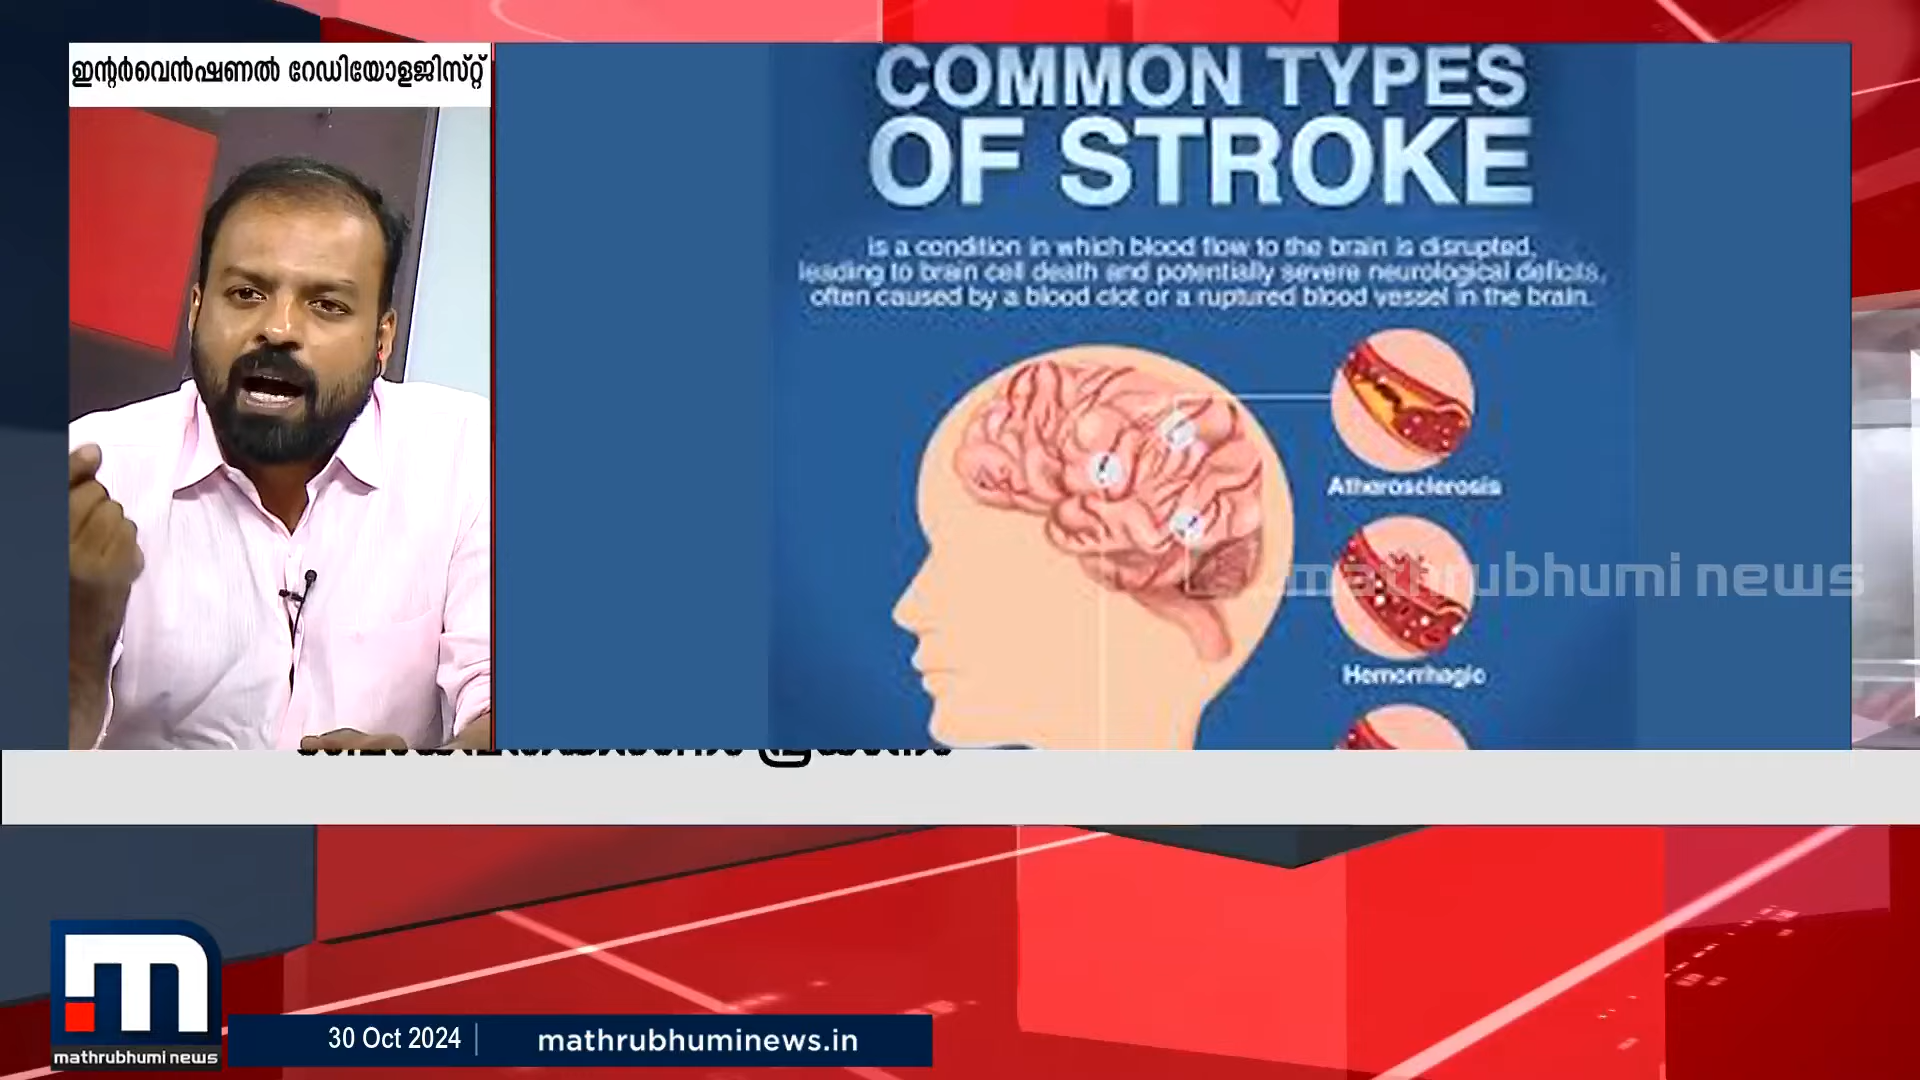 ഇന്റർവെൻഷണൽ റേഡിയോളജിസ്റ്റ്
COMMON TYPES
OF STROKE
is a condition in which blood flow to the brain is disrupted,
leading to brain cell death and potentially severe neurological deficits,
often caused by a blood clot or a ruptured blood vessel in the brain.
Atherosclerosis
mathrubhumi news
Hemorrhagic
mathrubhumi news
30 Oct 2024
mathrubhuminews.in